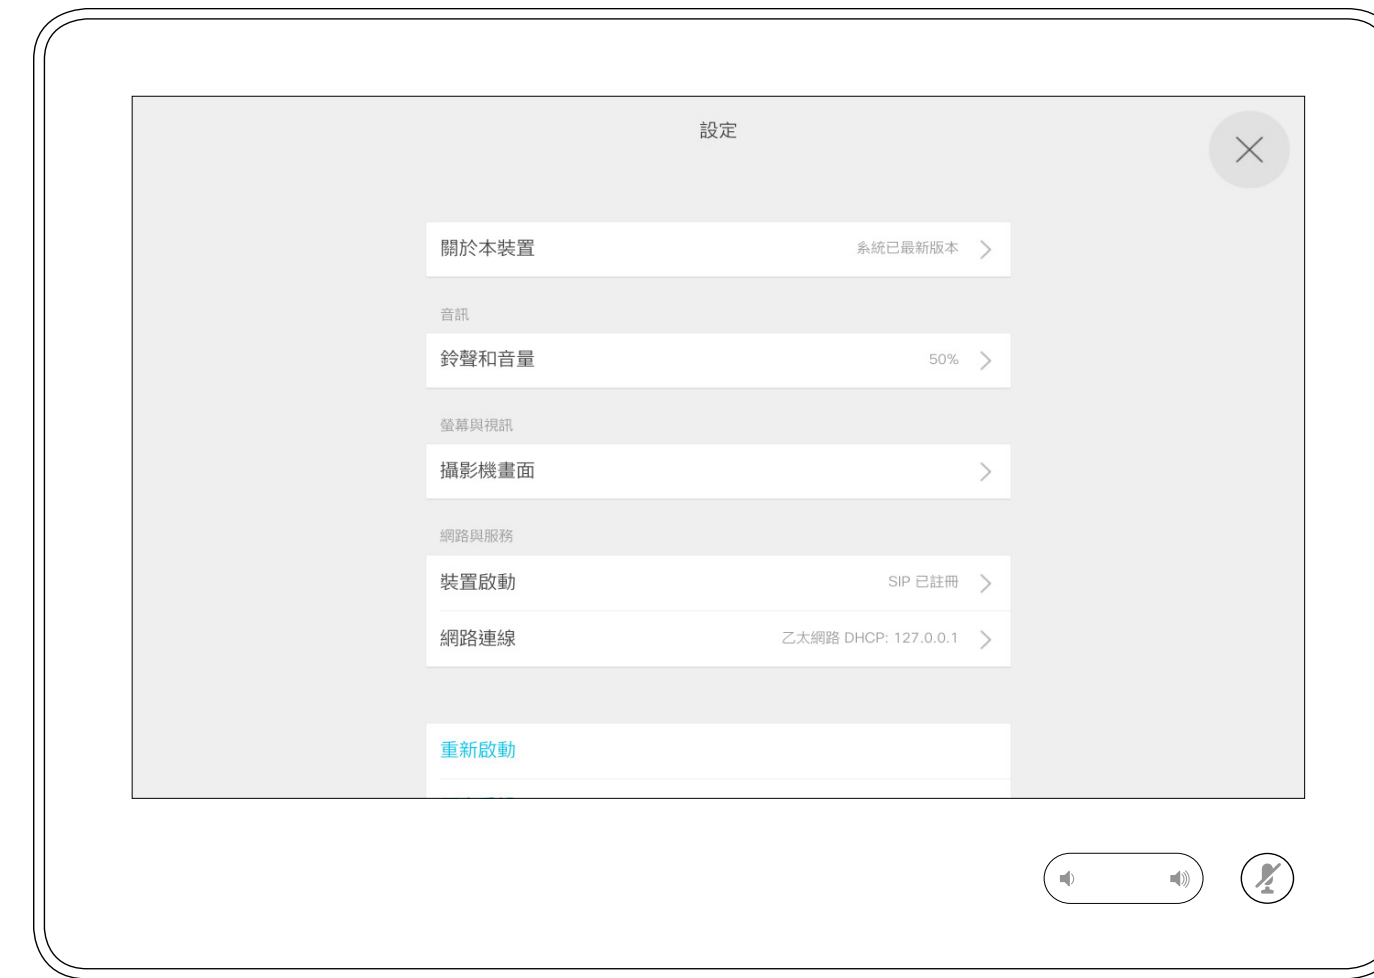 設定
關於本裝置 系統已最新版本
音訊
鈴聲和音量 50%
螢幕與視訊
攝影機畫面
網路與服務
裝置啟動 SIP 已註冊
網路連線 乙太網路 DHCP: 127.0.0.1
重新啟動